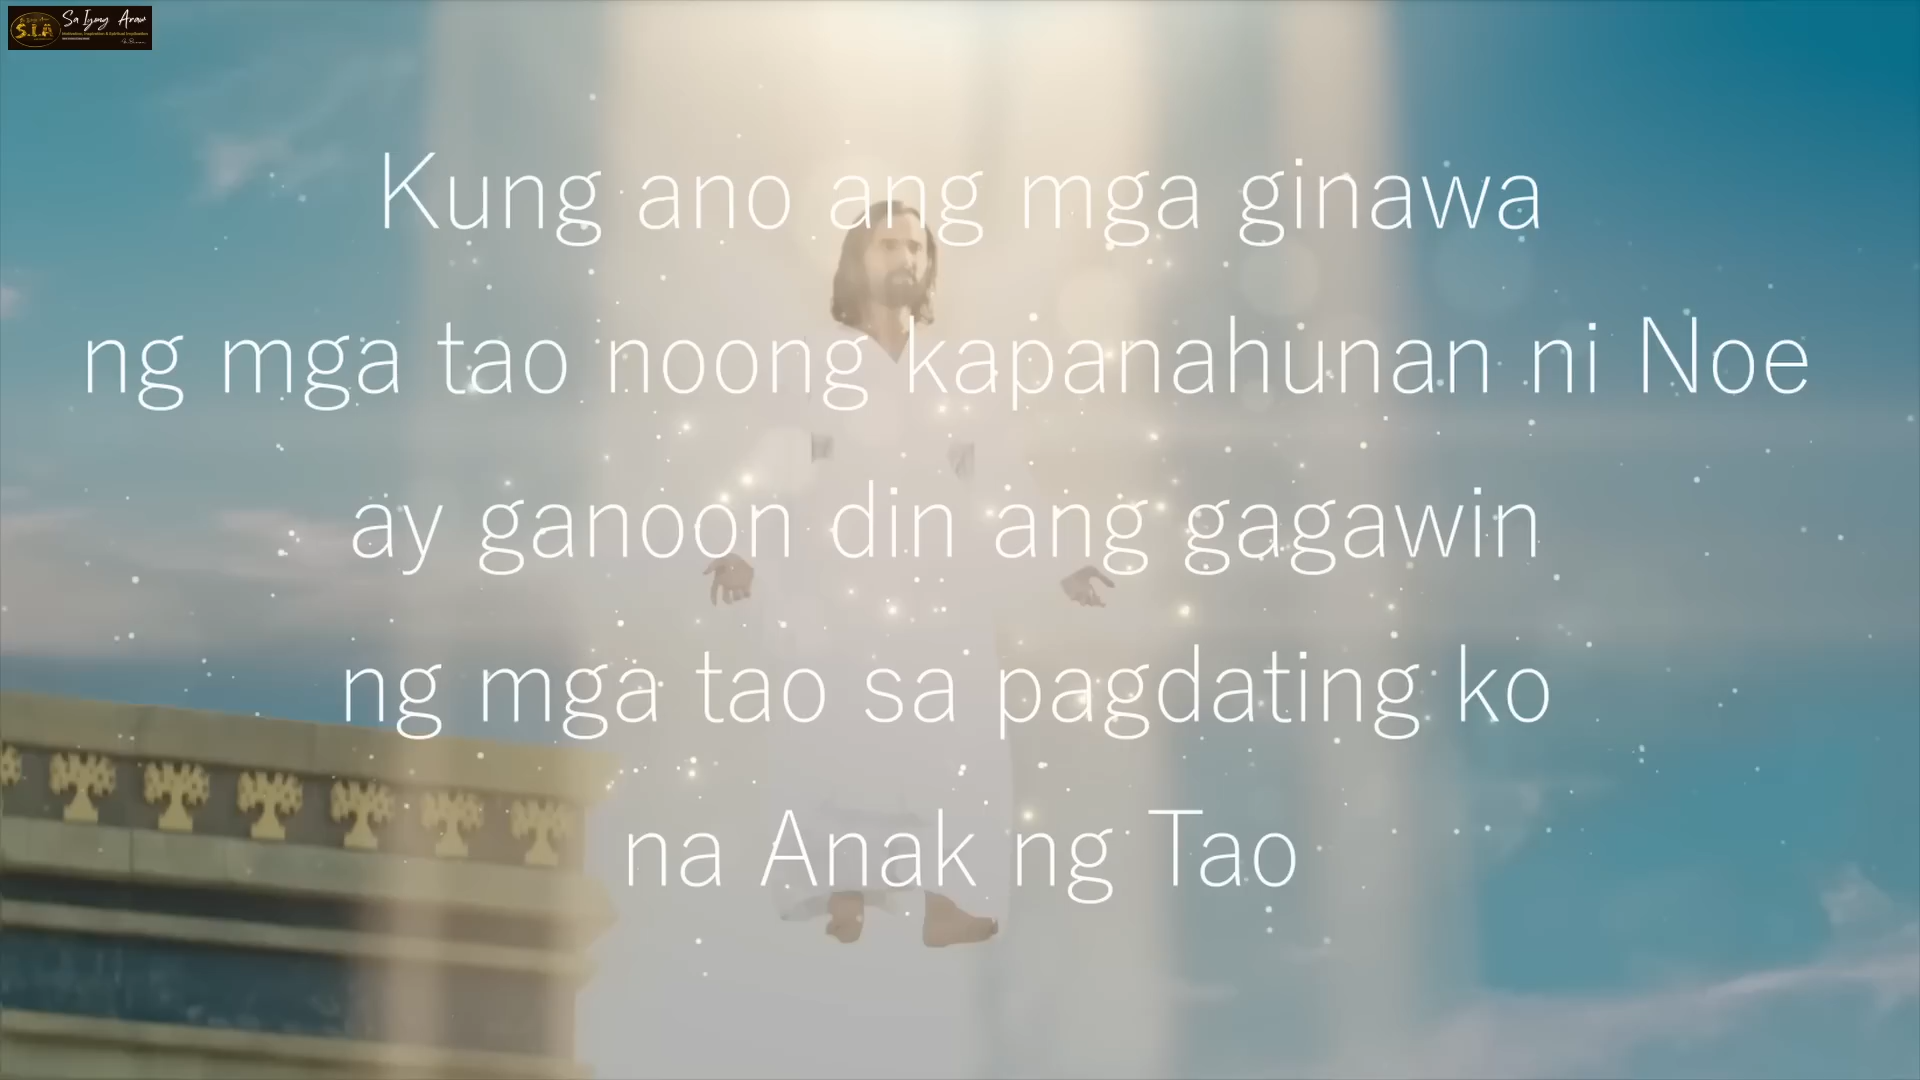 Sa Iyong Araw
S.I.A
Kung ano ang mga ginawa
ng mga tao noong kapanahunan ni Noe
ay ganoon din ang gagawin
ng mga tao sa pagdating ko
na Anak ng Tao